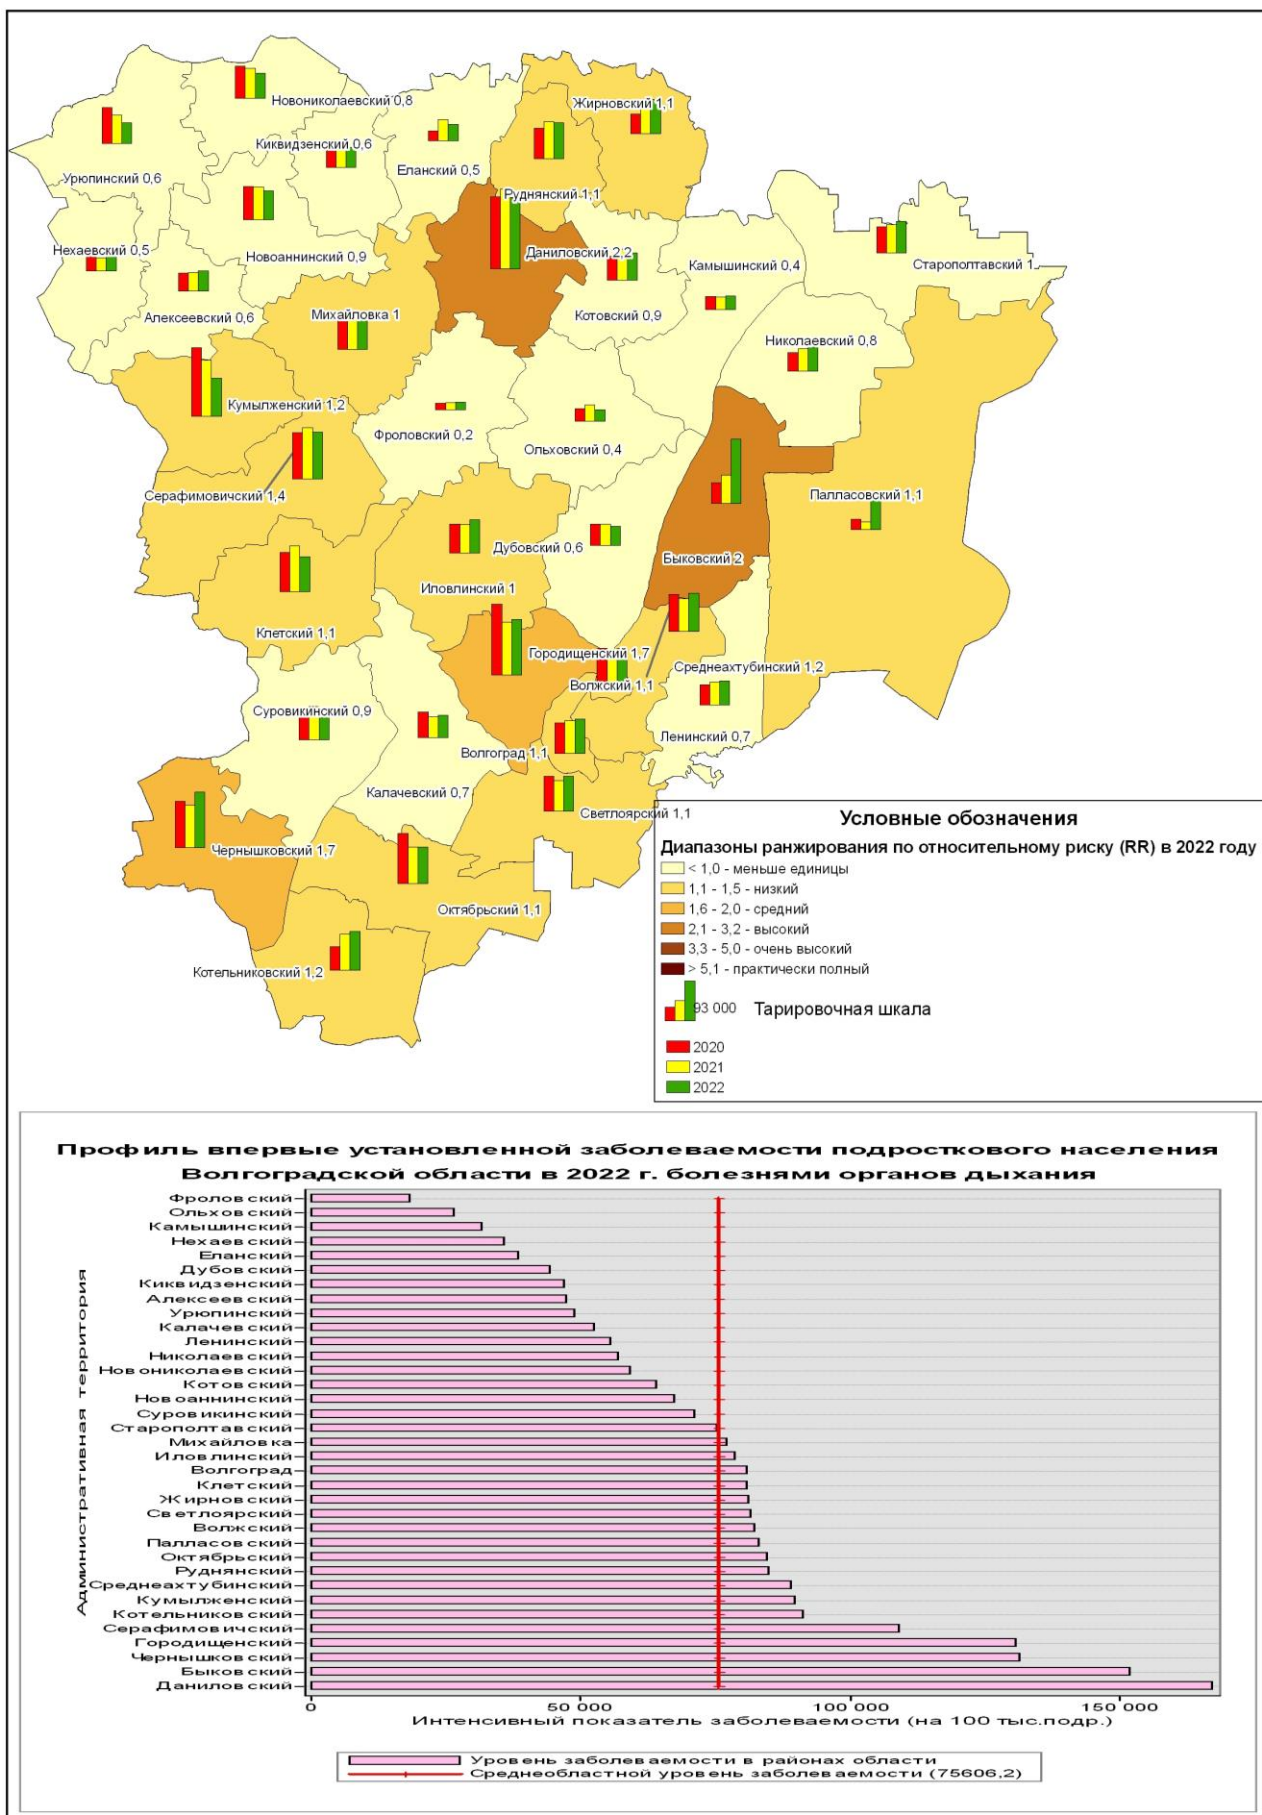 Новониколаевский 0,8
Жирновский 1,1
Киквидзенский 0,6
Еланский 0,5
Урюпинский 0,6
Руднянский 1,1
Нехаевский 0,5
Новоаннинский 0,9
Даниловский 2,2
Камышинский 0,4
Старополтавский 1
Алексеевский 0,6
Михайловка 1
Котовский 0,9
Николаевский 0,8
Кумылженский 1,2
Фроловский 0,2
Ольховский 0,4
Серафимовичский 1,4
Палласовский 1,1
Дубовский 0,6
Быковский 2
Иловлинский 1
Клетский 1,1
Городищенский 1,7
Среднеахтубинский 1,2
Волжский 1,1
Суровикинский 0,9
Ленинский 0,7
Волгоград 1,1
Калачевский 0,7
Светлоярский 1,1
Чернышковский 1,7
Октябрьский 1,1
Котельниковский 1,2
Условные обозначения
Диапазоны ранжирования по относительному риску (RR) в 2022 году
< 1,0 - меньше единицы
1,1 - 1,5 - низкий
1,6 - 2,0 - средний
2,1 - 3,2 - высокий
3,3 - 5,0 - очень высокий
> 5,1 - практически полный
93 000 Тарировочная шкала
2020
2021
2022
Профиль впервые установленной заболеваемости подросткового населения
Волгоградской области в 2022 г. болезнями органов дыхания
Административная территория
Фроловский
Ольховский
Камышинский
Нехаевский
Еланский
Дубовский
Киквидзенский
Алексеевский
Урюпинский
Калачевский
Ленинский
Николаевский
Новониколаевский
Котовский
Новоаннинский
Суровикинский
Старополтавский
Михайловка
Иловлинский
Волгоград
Клетский
Жирновский
Светлоярский
Волжский
Палласовский
Октябрьский
Руднянский
Среднеахтубинский
Кумылженский
Котельниковский
Серафимовичский
Городищенский
Чернышковский
Быковский
Даниловский
0 50 000 100 000 150 000
Интенсивный показатель заболеваемости (на 100 тыс.подр.)
Уровень заболеваемости в районах области
Среднеобластной уровень заболеваемости (75606,2)